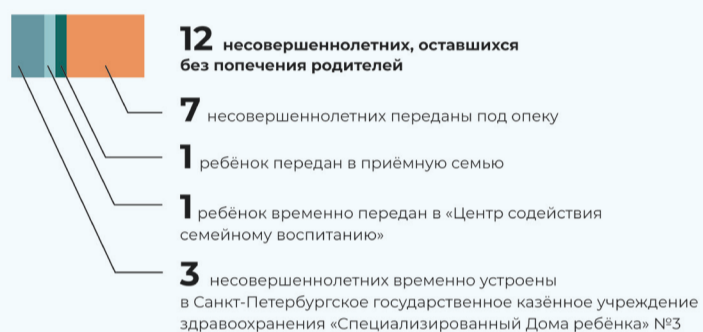 12 несовершеннолетних, оставшихся
без попечения родителей
7 несовершеннолетних переданы под опеку
1 ребёнок передан в приёмную семью
1 ребёнок временно передан в «Центр содействия
семейному воспитанию»
3 несовершеннолетних временно устроены
в Санкт-Петербургское государственное казённое учреждение
здравоохранения «Специализированный Дома ребёнка» №3